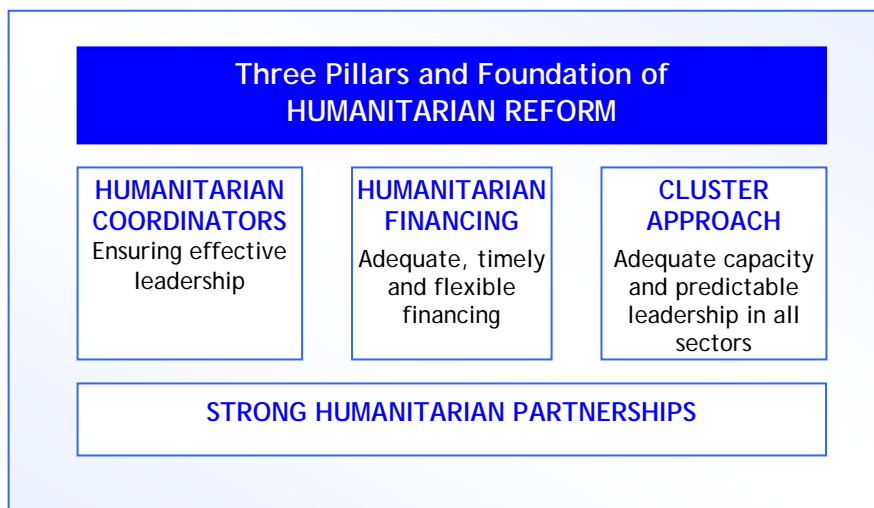 Three Pillars and Foundation of
HUMANITARIAN REFORM
HUMANITARIAN
COORDINATORS
Ensuring effective
leadership
HUMANITARIAN
FINANCING
Adequate, timely
and flexible
financing
CLUSTER
APPROACH
Adequate capacity
and predictable
leadership in all
sectors
STRONG HUMANITARIAN PARTNERSHIPS